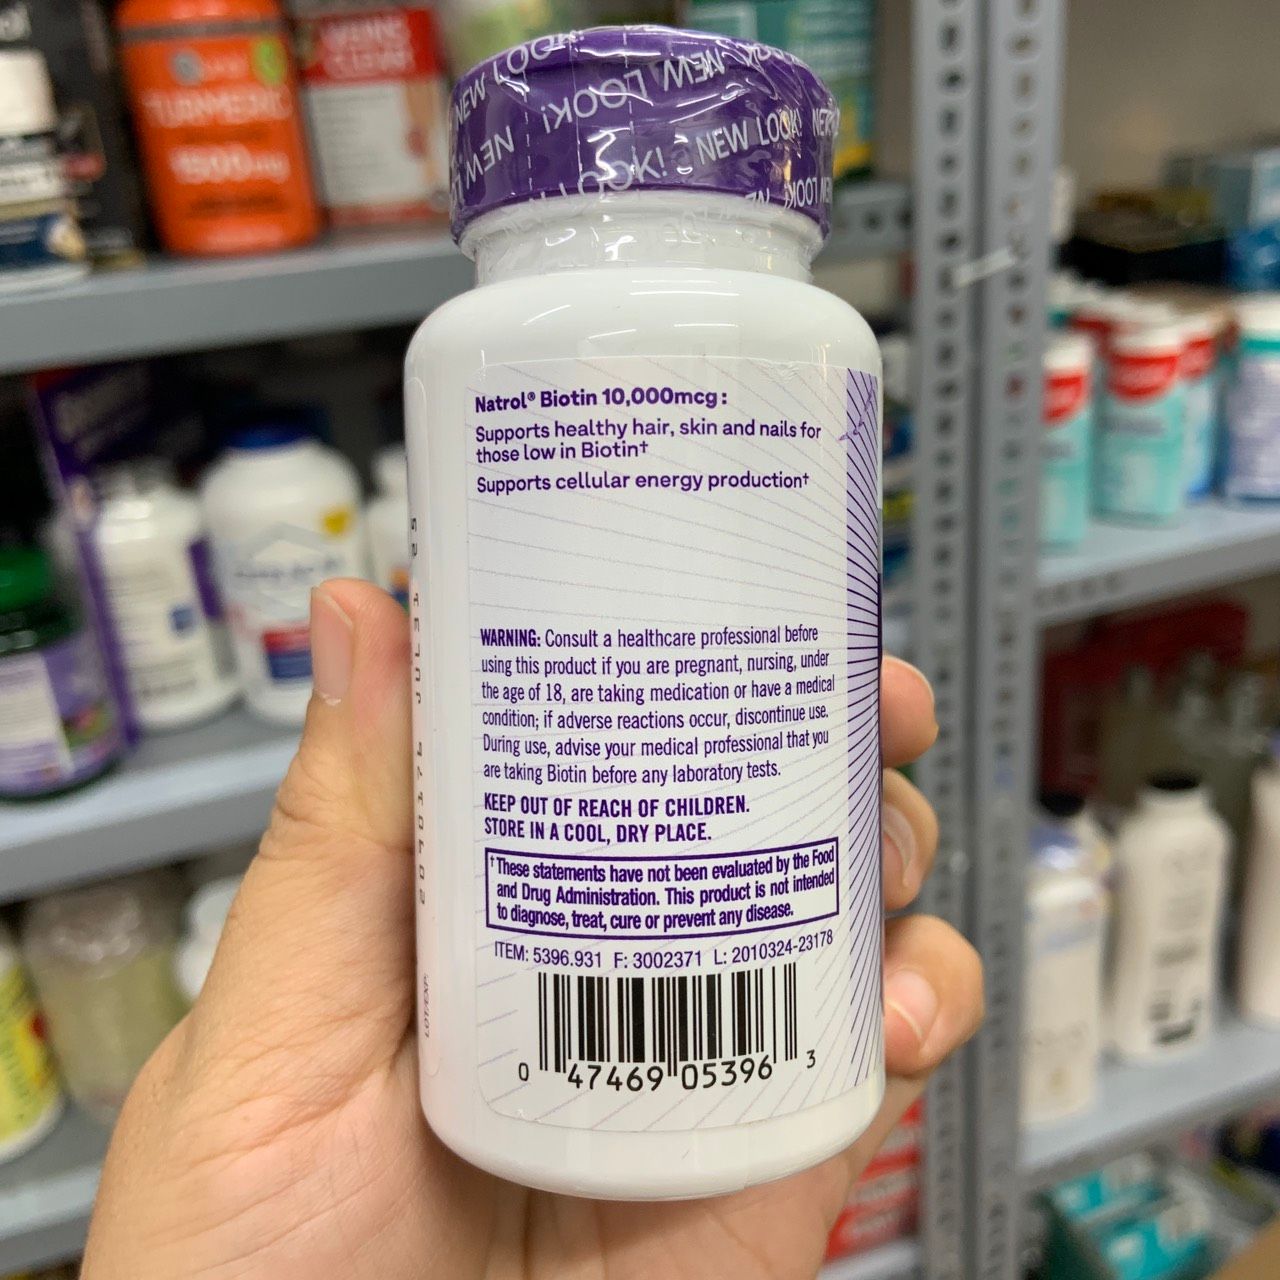 NEW LOOK!
NEW LOOK!
NEW LOOK!
TURMERIC
1500mg
Natrol® Biotin 10,000mcg:
Supports healthy hair, skin and nails for
those low in Biotin†
Supports cellular energy production†
WARNING: Consult a healthcare professional before
using this product if you are pregnant, nursing, under
the age of 18, are taking medication or have a medical
condition; if adverse reactions occur, discontinue use.
During use, advise your medical professional that you
are taking Biotin before any laboratory tests.
KEEP OUT OF REACH OF CHILDREN.
STORE IN A COOL, DRY PLACE.
†These statements have not been evaluated by the Food
and Drug Administration. This product is not intended
to diagnose, treat, cure or prevent any disease.
ITEM: 5396.931 F: 3002371 L: 2010324-23178
0 47469 05396 3
LOT/EXP: